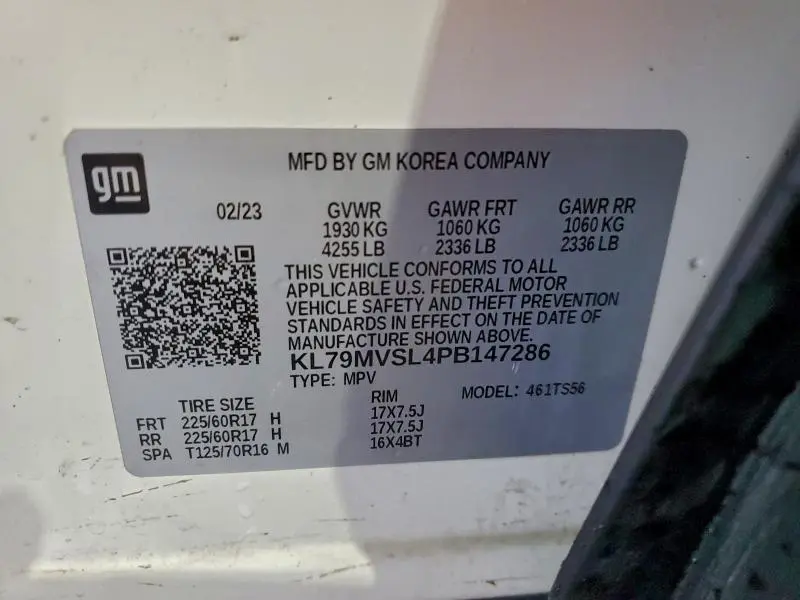 gm
MFD BY GM KOREA COMPANY
02/23 GVWR GAWR FRT GAWR RR
1930 KG 1060 KG 1060 KG
4255 LB 2336 LB 2336 LB
THIS VEHICLE CONFORMS TO ALL
APPLICABLE U.S. FEDERAL MOTOR
VEHICLE SAFETY AND THEFT PREVENTION
STANDARDS IN EFFECT ON THE DATE OF
MANUFACTURE SHOWN ABOVE.
KL79MVSL4PB147286
TYPE: MPV MODEL: 461TS56
TIRE SIZE RIM
FRT 225/60R17 H 17X7.5J
RR 225/60R17 H 17X7.5J
SPA T125/70R16 M 16X4BT